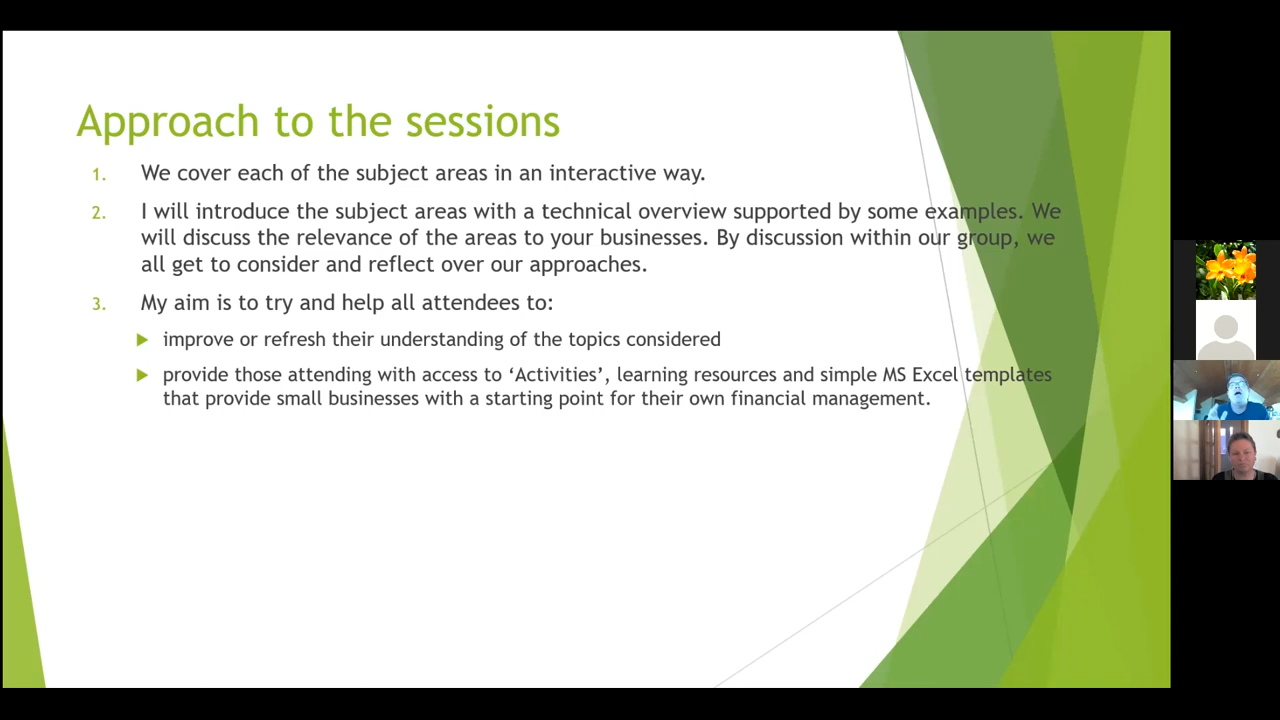 Approach to the sessions
1. We cover each of the subject areas in an interactive way.
2. I will introduce the subject areas with a technical overview supported by some examples. We
will discuss the relevance of the areas to your businesses. By discussion within our group, we
all get to consider and reflect over our approaches.
3. My aim is to try and help all attendees to:
improve or refresh their understanding of the topics considered
provide those attending with access to ‘Activities’, learning resources and simple MS Excel templates
that provide small businesses with a starting point for their own financial management.